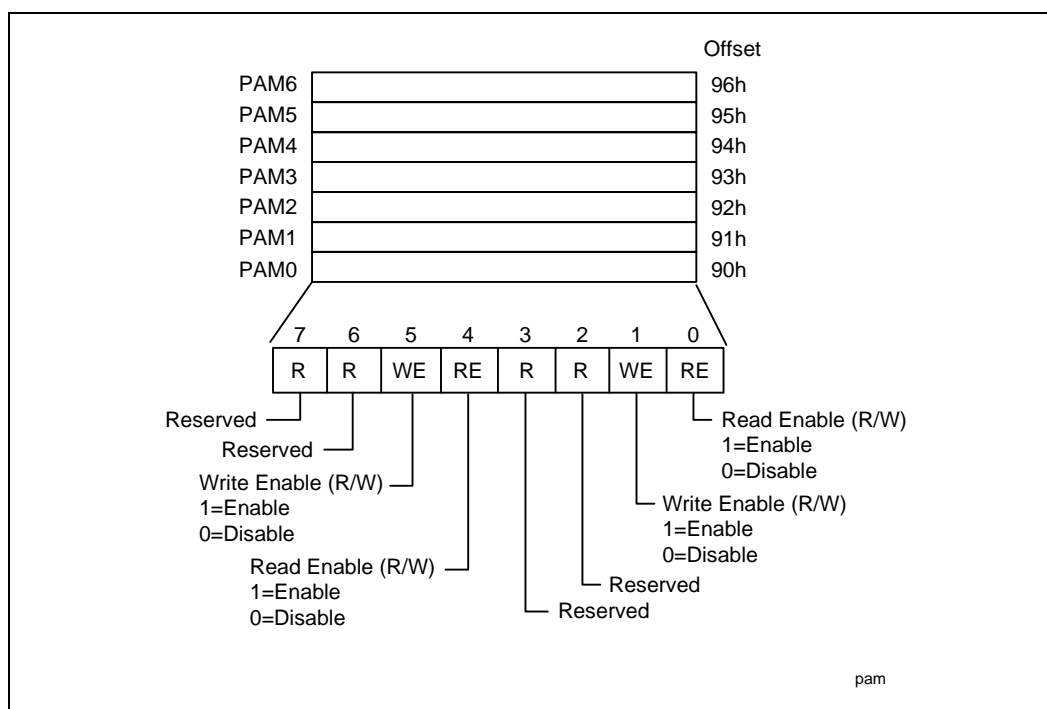 Offset
PAM6 96h
PAM5 95h
PAM4 94h
PAM3 93h
PAM2 92h
PAM1 91h
PAM0 90h
7 6 5 4 3 2 1 0
R R WE RE R R WE RE
Reserved
Reserved
Write Enable (R/W)
1=Enable
0=Disable
Read Enable (R/W)
1=Enable
0=Disable
Read Enable (R/W)
1=Enable
0=Disable
Write Enable (R/W)
1=Enable
0=Disable
Reserved
Reserved
pam